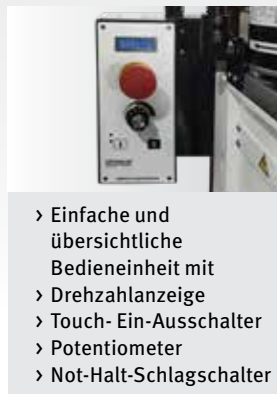 > Einfache und
übersichtliche
Bedieneinheit mit
> Drehzahlanzeige
> Touch- Ein-Ausschalter
> Potentiometer
> Not-Halt-Schlagschalter